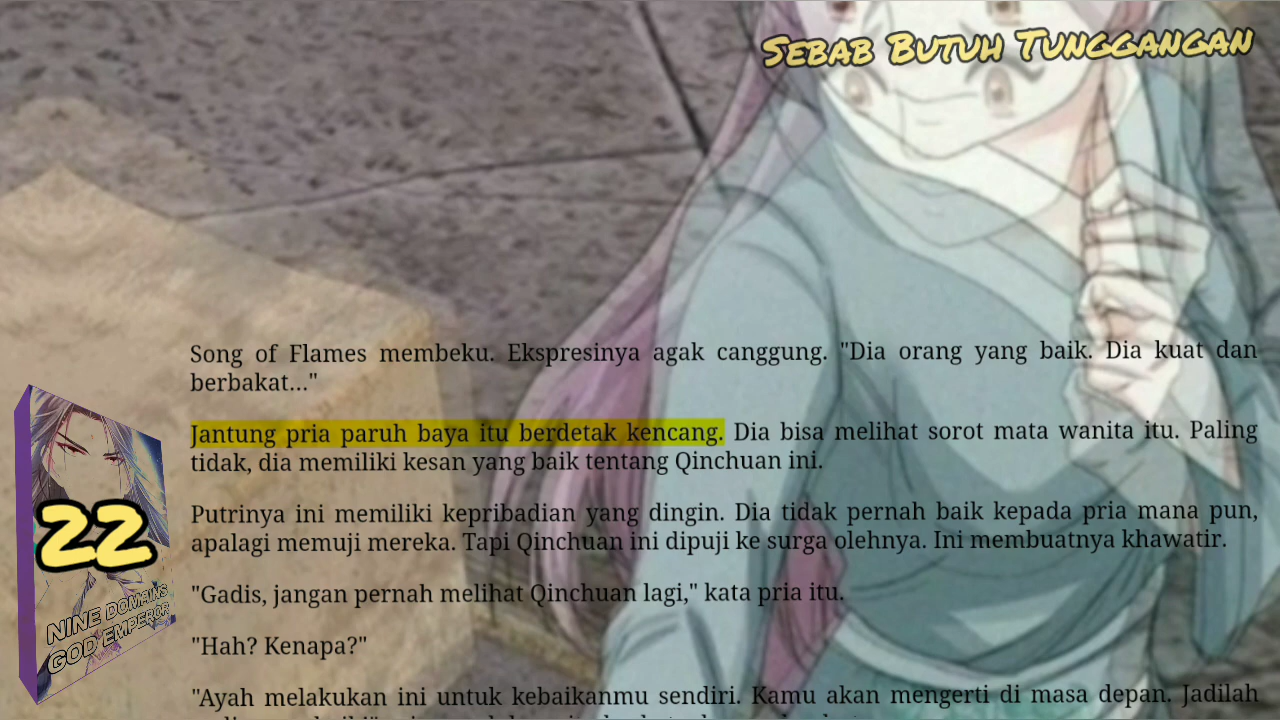 Sebab Butuh Tunggangan
Song of Flames membeku. Ekspresinya agak canggung. "Dia orang yang baik. Dia kuat dan
berbakat..."
Jantung pria paruh baya itu berdetak kencang. Dia bisa melihat sorot mata wanita itu. Paling
tidak, dia memiliki kesan yang baik tentang Qinchuan ini.
Putrinya ini memiliki kepribadian yang dingin. Dia tidak pernah baik kepada pria mana pun,
apalagi memuji mereka. Tapi Qinchuan ini dipuji ke surga olehnya. Ini membuatnya khawatir.
"Gadis, jangan pernah melihat Qinchuan lagi," kata pria itu.
"Hah? Kenapa?"
"Ayah melakukan ini untuk kebaikanmu sendiri. Kamu akan mengerti di masa depan. Jadilah
22
NINE DOMAINS
GOD EMPEROR